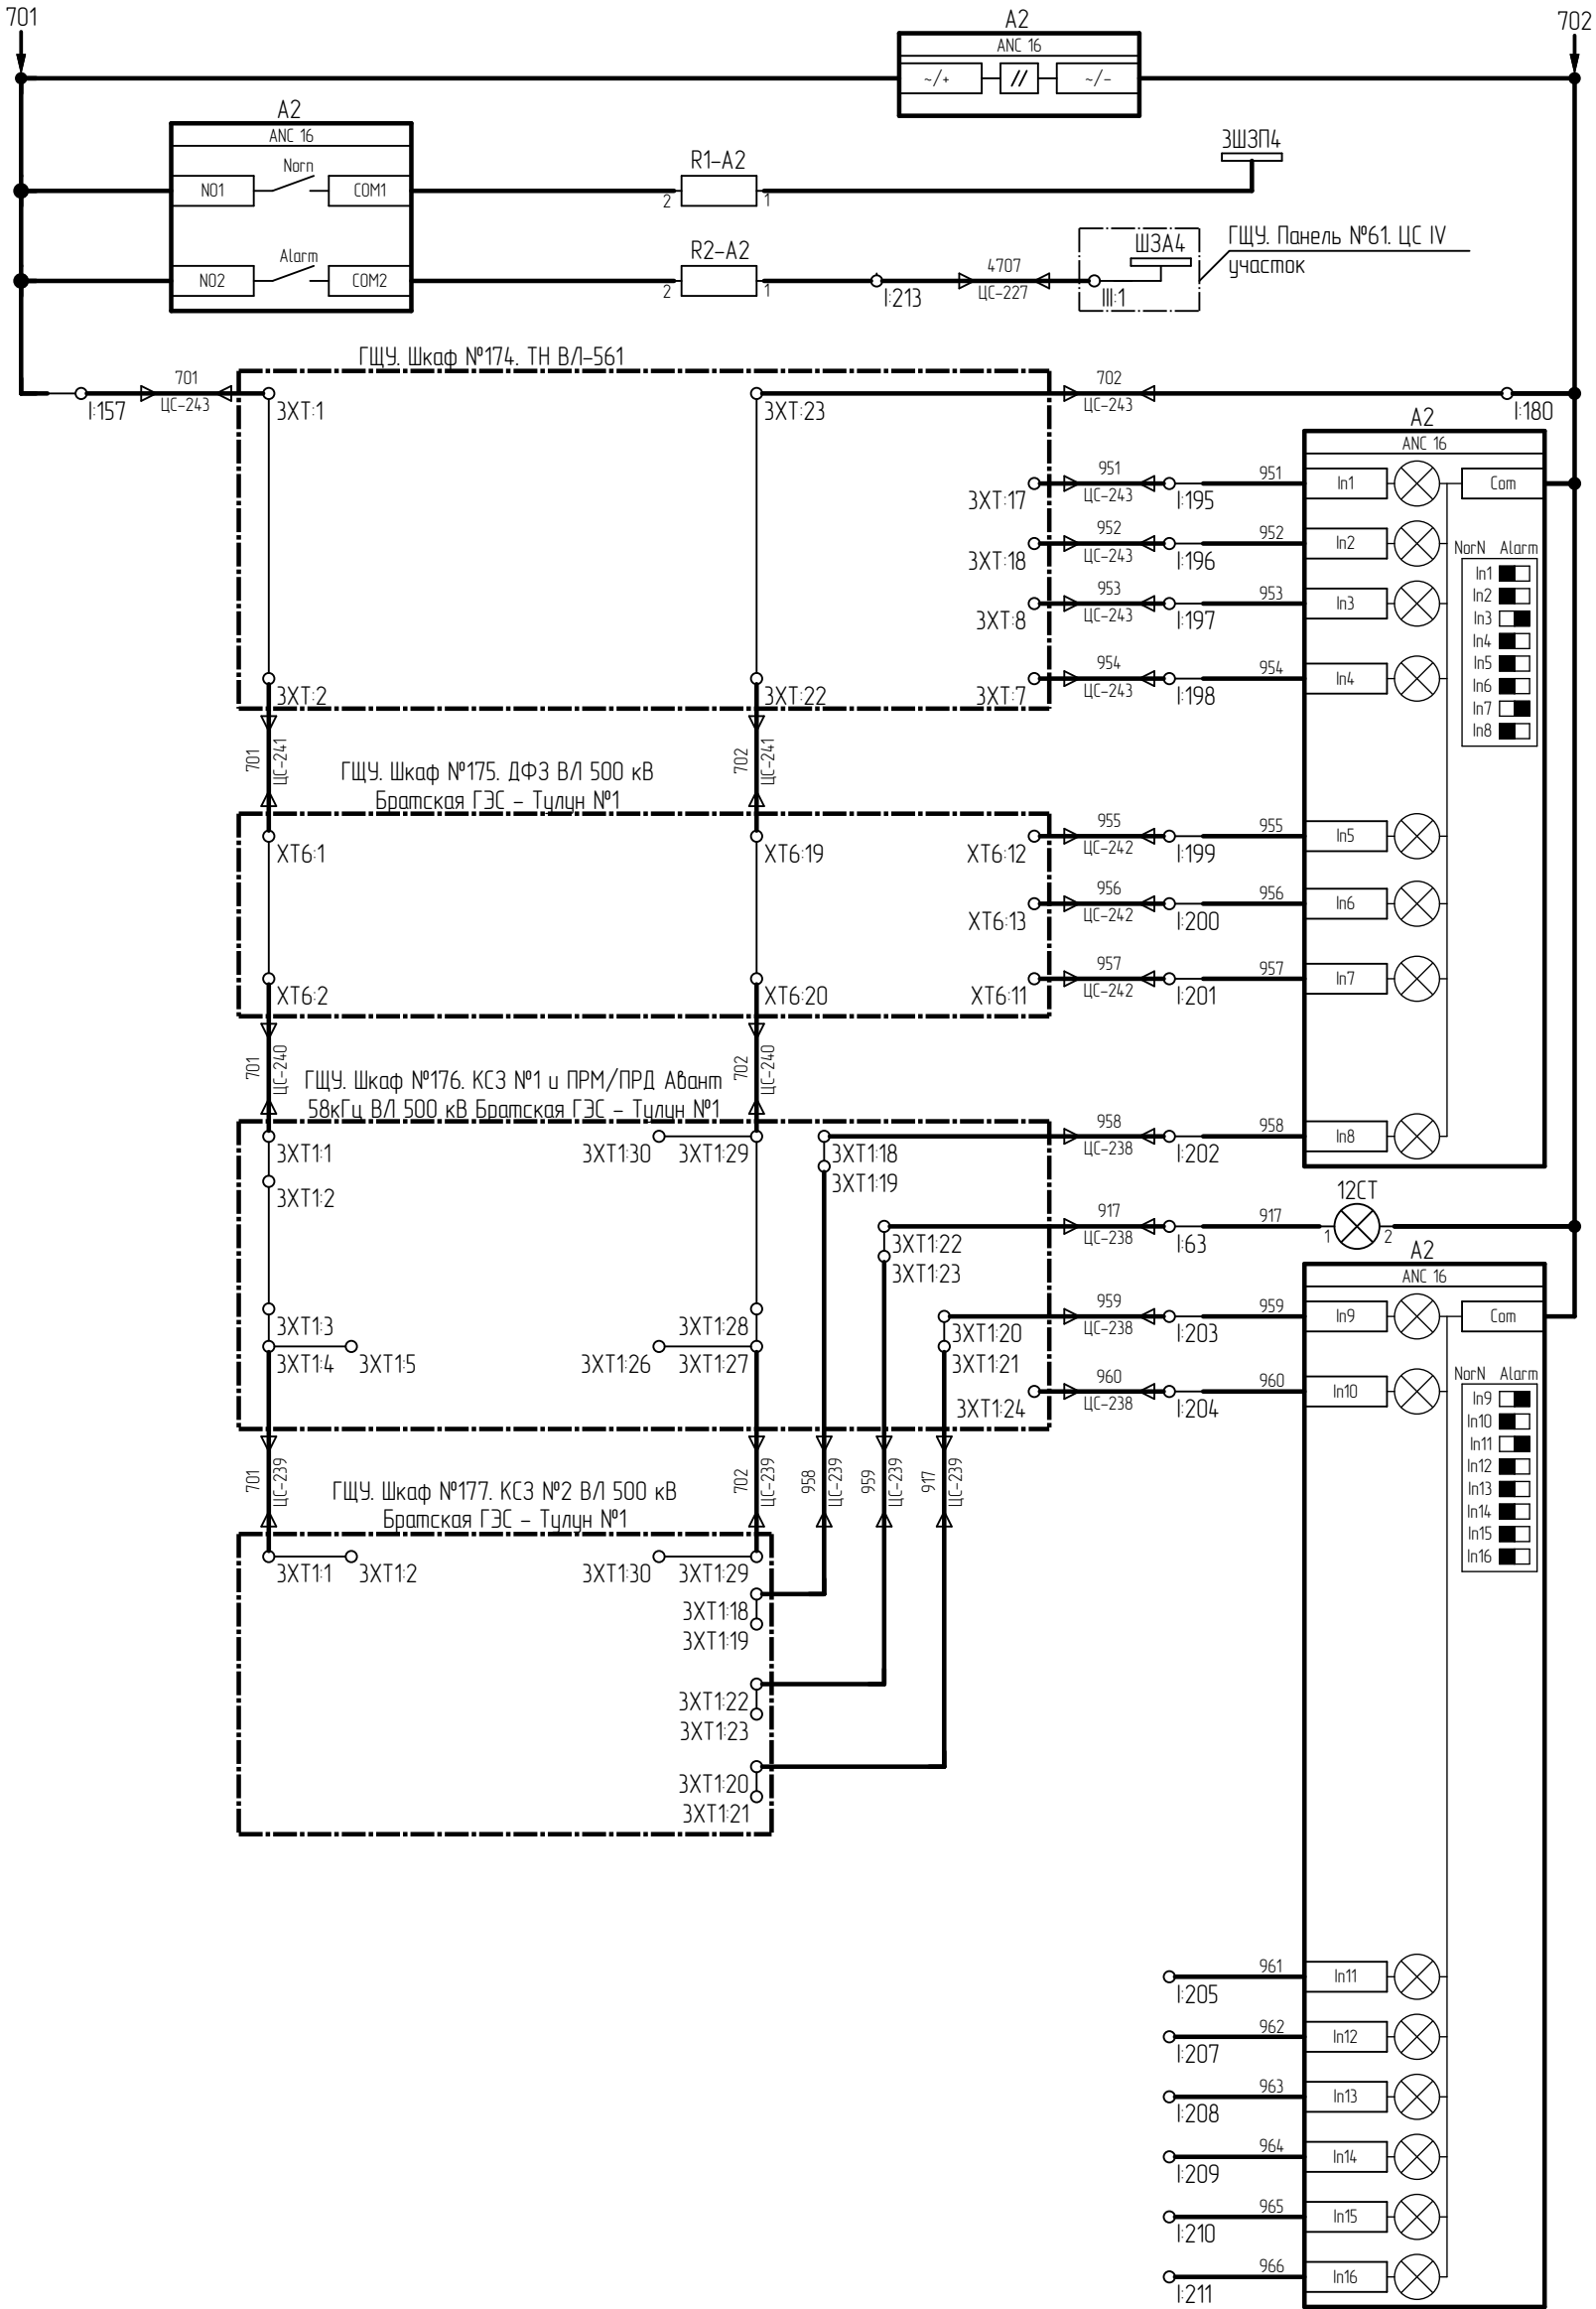 701
702
A2
ANC 16
~/+
//
~/-
A2
ANC 16
Norn
NO1
COM1
R1-A2
2
1
ЗШЗП4
Alarm
NO2
COM2
R2-A2
2
1
I:213
4707
ЦС-227
ШЗА4
III:1
ГЩУ. Панель №61. ЦС IV
участок
ГЩУ. Шкаф №174. ТН ВЛ-561
I:157
701
ЦС-243
3XT:1
3XT:23
702
ЦС-243
I:180
A2
ANC 16
3XT:17
951
ЦС-243
I:195
951
In1
Com
3XT:18
952
ЦС-243
I:196
952
In2
NorN Alarm
In1
In2
In3
In4
In5
In6
In7
In8
3XT:8
953
ЦС-243
I:197
953
In3
3XT:2
3XT:22
3XT:7
954
ЦС-243
I:198
954
In4
701
ЦС-241
702
ЦС-241
ГЩУ. Шкаф №175. ДФЗ ВЛ 500 кВ
Братская ГЭС - Тулун №1
XT6:1
XT6:19
XT6:12
955
ЦС-242
I:199
955
In5
XT6:13
956
ЦС-242
I:200
956
In6
XT6:2
XT6:20
XT6:11
957
ЦС-242
I:201
957
In7
701
ЦС-240
702
ЦС-240
ГЩУ. Шкаф №176. КСЗ №1 и ПРМ/ПРД Авант
58кГц ВЛ 500 кВ Братская ГЭС - Тулун №1
3XT1:1
3XT1:30
3XT1:29
3XT1:18
958
ЦС-238
I:202
958
In8
3XT1:2
3XT1:19
12СТ
3XT1:22
917
ЦС-238
I:63
917
1
2
3XT1:23
A2
ANC 16
3XT1:3
3XT1:28
3XT1:20
959
ЦС-238
I:203
959
In9
Com
3XT1:4
3XT1:5
3XT1:26
3XT1:27
3XT1:21
3XT1:24
960
ЦС-238
I:204
960
In10
NorN Alarm
In9
In10
In11
In12
In13
In14
In15
In16
701
ЦС-239
702
ЦС-239
958
ЦС-239
959
ЦС-239
917
ЦС-239
ГЩУ. Шкаф №177. КСЗ №2 ВЛ 500 кВ
Братская ГЭС - Тулун №1
3XT1:1
3XT1:2
3XT1:30
3XT1:29
3XT1:18
3XT1:19
3XT1:22
3XT1:23
3XT1:20
3XT1:21
I:205
961
In11
I:207
962
In12
I:208
963
In13
I:209
964
In14
I:210
965
In15
I:211
966
In16